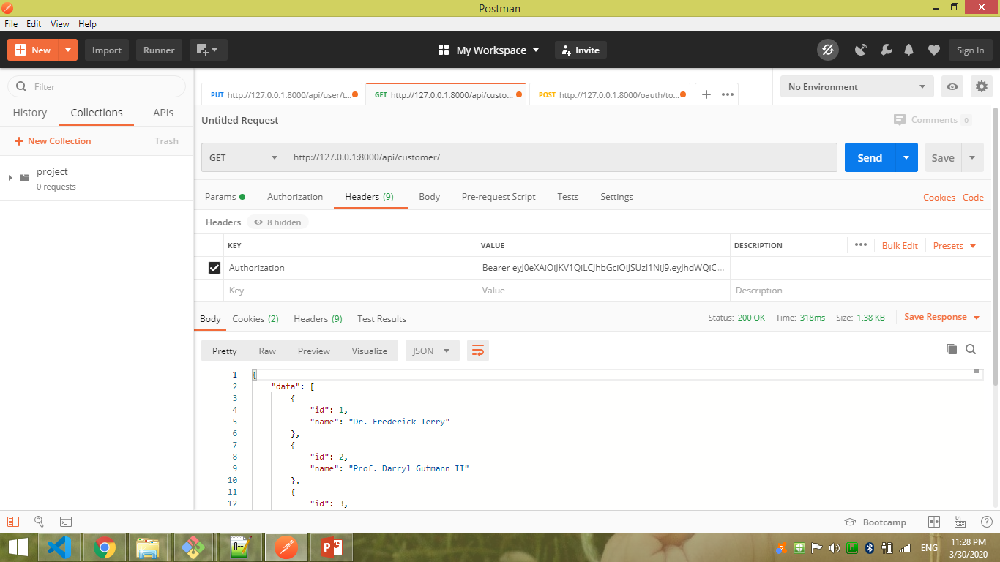 Postman
File Edit View Help
New Import Runner My Workspace Invite Sign In
Filter
History Collections APIs
New Collection Trash
project
0 requests
PUT http://127.0.0.1:8000/api/user/t... GET http://127.0.0.1:8000/api/custo... POST http://127.0.0.1:8000/oauth/to... + ••• No Environment
Untitled Request Comments 0
GET http://127.0.0.1:8000/api/customer/ Send Save
Params Authorization Headers (9) Body Pre-request Script Tests Settings Cookies Code
Headers 8 hidden
KEY VALUE DESCRIPTION ••• Bulk Edit Presets
Authorization Bearer eyJ0eXAiOiJKV1QiLCJhbGciOiJSUzI1NiJ9.eyJhdWQiC...
Key Value Description
Body Cookies (2) Headers (9) Test Results Status: 200 OK Time: 318ms Size: 1.38 KB Save Response
Pretty Raw Preview Visualize JSON
1 {
2 "data": [
3 {
4 "id": 1,
5 "name": "Dr. Frederick Terry"
6 },
7 {
8 "id": 2,
9 "name": "Prof. Darryl Gutmann II"
10 },
11 {
12 "id": 3,
Bootcamp
ENG 11:28 PM
3/30/2020